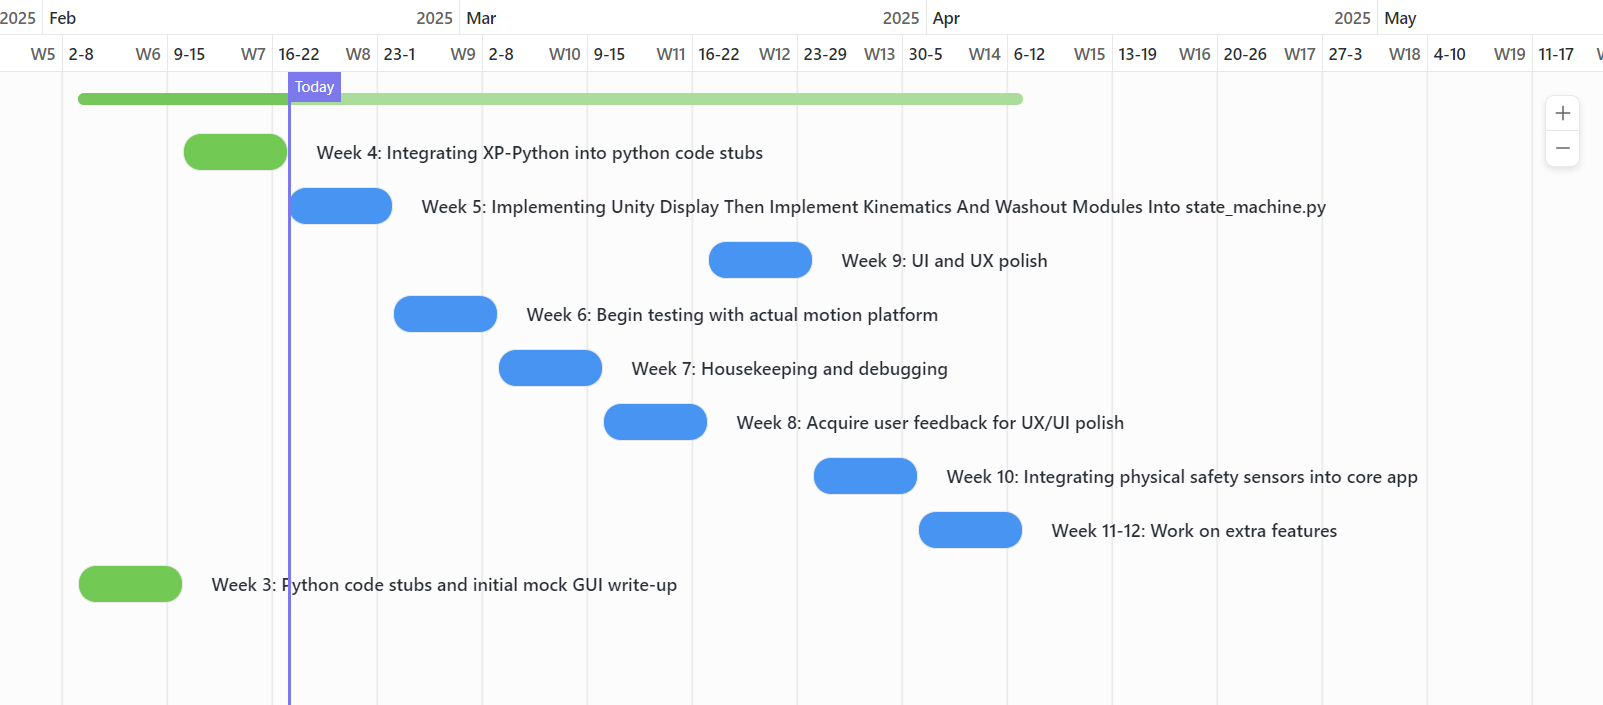 2025 Feb 2025 Mar 2025 Apr 2025 May
W5 2-8 W6 9-15 W7 16-22 W8 23-1 W9 2-8 W10 9-15 W11 16-22 W12 23-29 W13 30-5 W14 6-12 W15 13-19 W16 20-26 W17 27-3 W18 4-10 W19 11-17
Today
Week 4: Integrating XP-Python into python code stubs
Week 5: Implementing Unity Display Then Implement Kinematics And Washout Modules Into state_machine.py
Week 9: UI and UX polish
Week 6: Begin testing with actual motion platform
Week 7: Housekeeping and debugging
Week 8: Acquire user feedback for UX/UI polish
Week 10: Integrating physical safety sensors into core app
Week 11-12: Work on extra features
Week 3: Python code stubs and initial mock GUI write-up